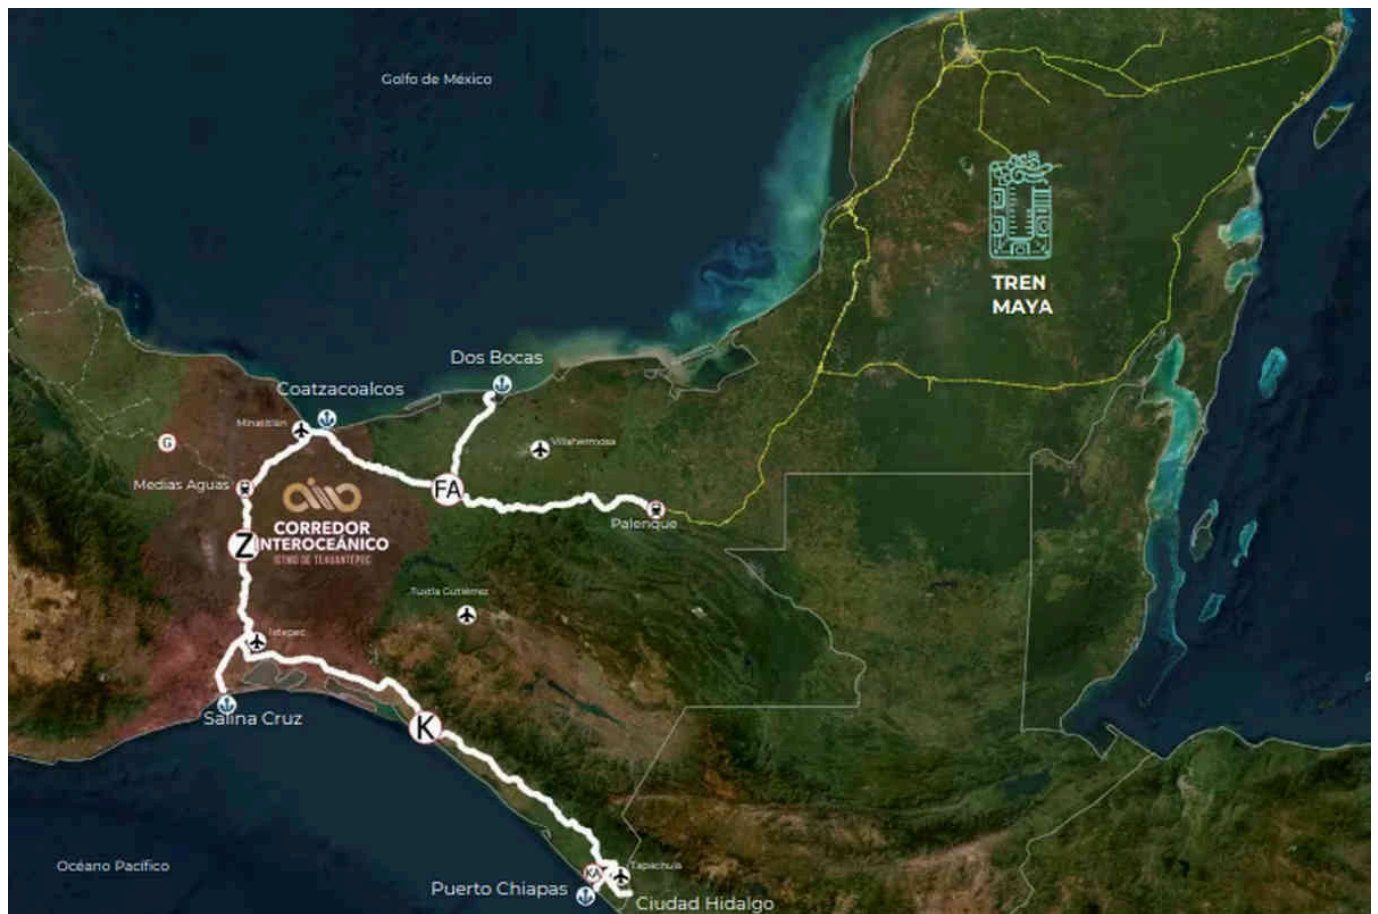 Golfo de México
TREN
MAYA
Dos Bocas
Coatzacoalcos
Minatitlán
Villahermosa
G
Medias Aguas
FA
Palenque
CORREDOR
INTEROCEÁNICO
ISTMO DE TEHUANTEPEC
Z
Tuxtla Gutiérrez
Ixtepec
Salina Cruz
K
Océano Pacífico
KA
Tapachula
Puerto Chiapas
Ciudad Hidalgo